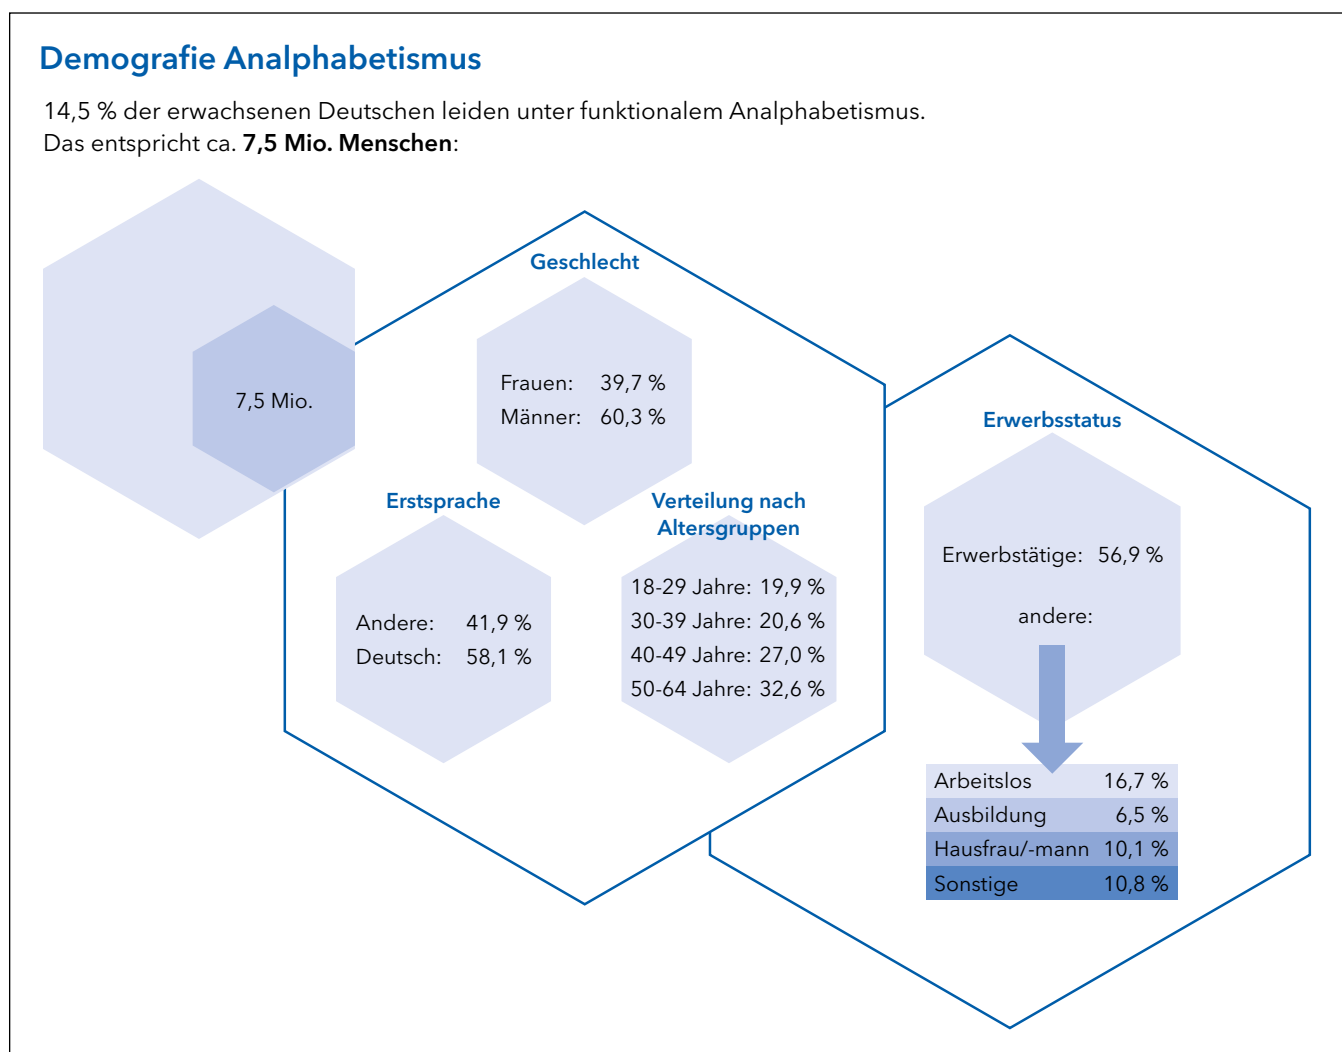 Demografie Analphabetismus
14,5 % der erwachsenen Deutschen leiden unter funktionalem Analphabetismus.
Das entspricht ca. 7,5 Mio. Menschen:
7,5 Mio.
Geschlecht
Frauen: 39,7 %
Männer: 60,3 %
Erstsprache
Andere: 41,9 %
Deutsch: 58,1 %
Verteilung nach
Altersgruppen
18-29 Jahre: 19,9 %
30-39 Jahre: 20,6 %
40-49 Jahre: 27,0 %
50-64 Jahre: 32,6 %
Erwerbsstatus
Erwerbstätige: 56,9 %
andere:
Arbeitslos 16,7 %
Ausbildung 6,5 %
Hausfrau/-mann 10,1 %
Sonstige 10,8 %